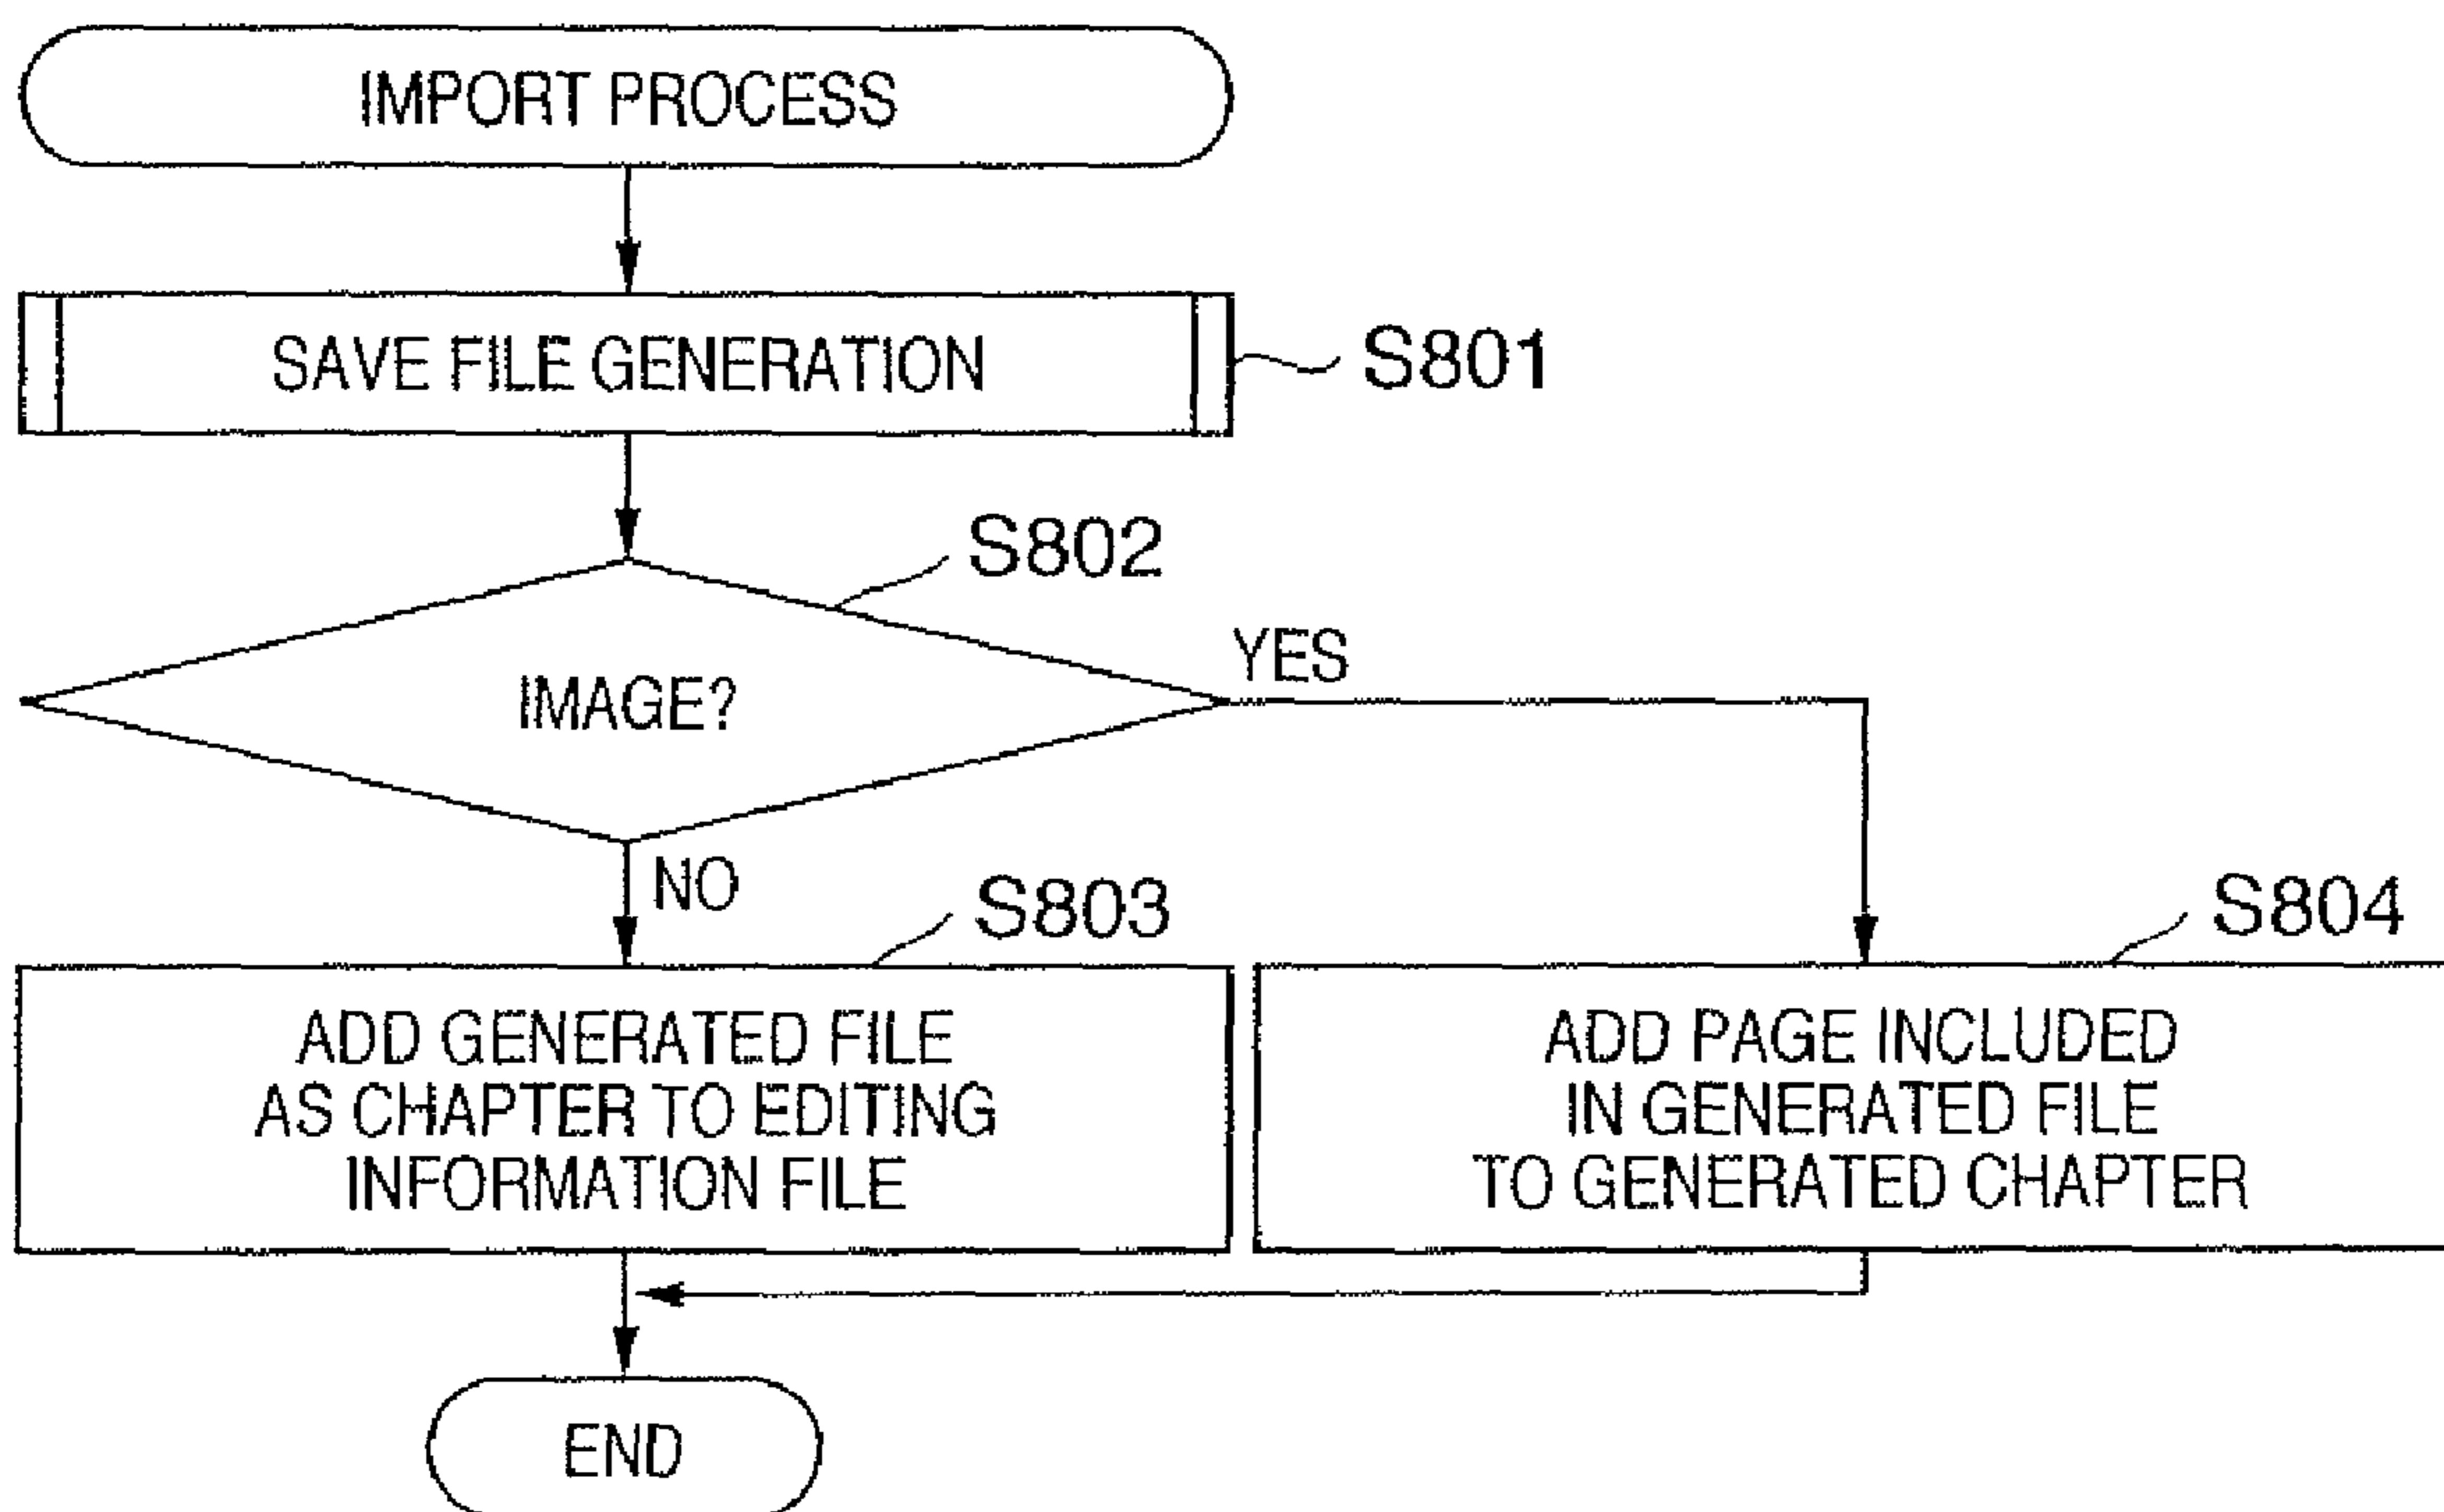 IMPORT PROCESS
SAVE FILE GENERATION
S801
S802
IMAGE?
YES
NO
S803
S804
ADD GENERATED FILE
AS CHAPTER TO EDITING
INFORMATION FILE
ADD PAGE INCLUDED
IN GENERATED FILE
TO GENERATED CHAPTER
END